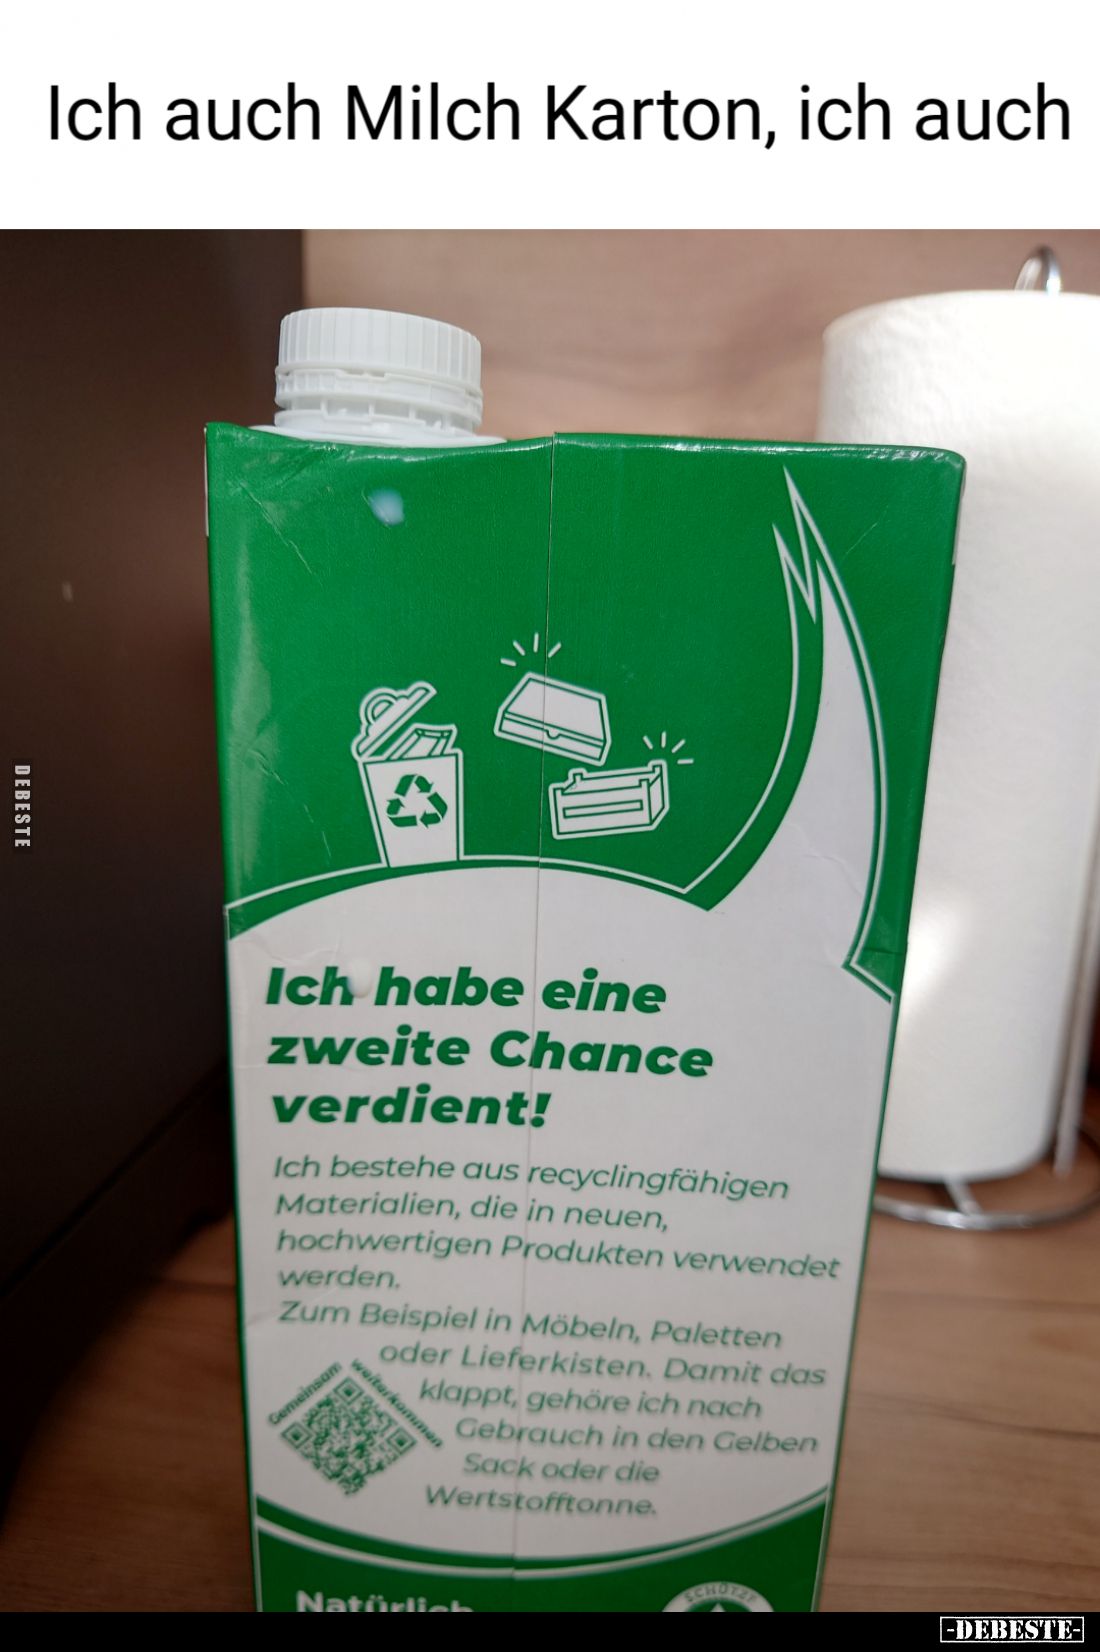 Ich auch Milch Karton, ich auch
Ich habe eine
zweite Chance
verdient!
Ich bestehe aus recyclingfähigen
Materialien, die in neuen,
hochwertigen Produkten verwendet
werden.
Zum Beispiel in Möbeln, Paletten
oder Lieferkisten. Damit das
klappt, gehöre ich nach
Gebrauch in den Gelben
Sack oder die
Wertstofftonne.
Gemeinsam weiterkommen
Natürlich
SCHÜTZE
DEBESTE
-DEBESTE-